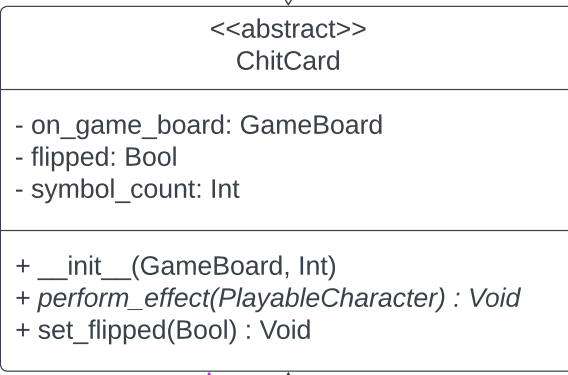 <<abstract>>
ChitCard
- on_game_board: GameBoard
- flipped: Bool
- symbol_count: Int
+ __init__(GameBoard, Int)
+ perform_effect(PlayableCharacter) : Void
+ set_flipped(Bool) : Void